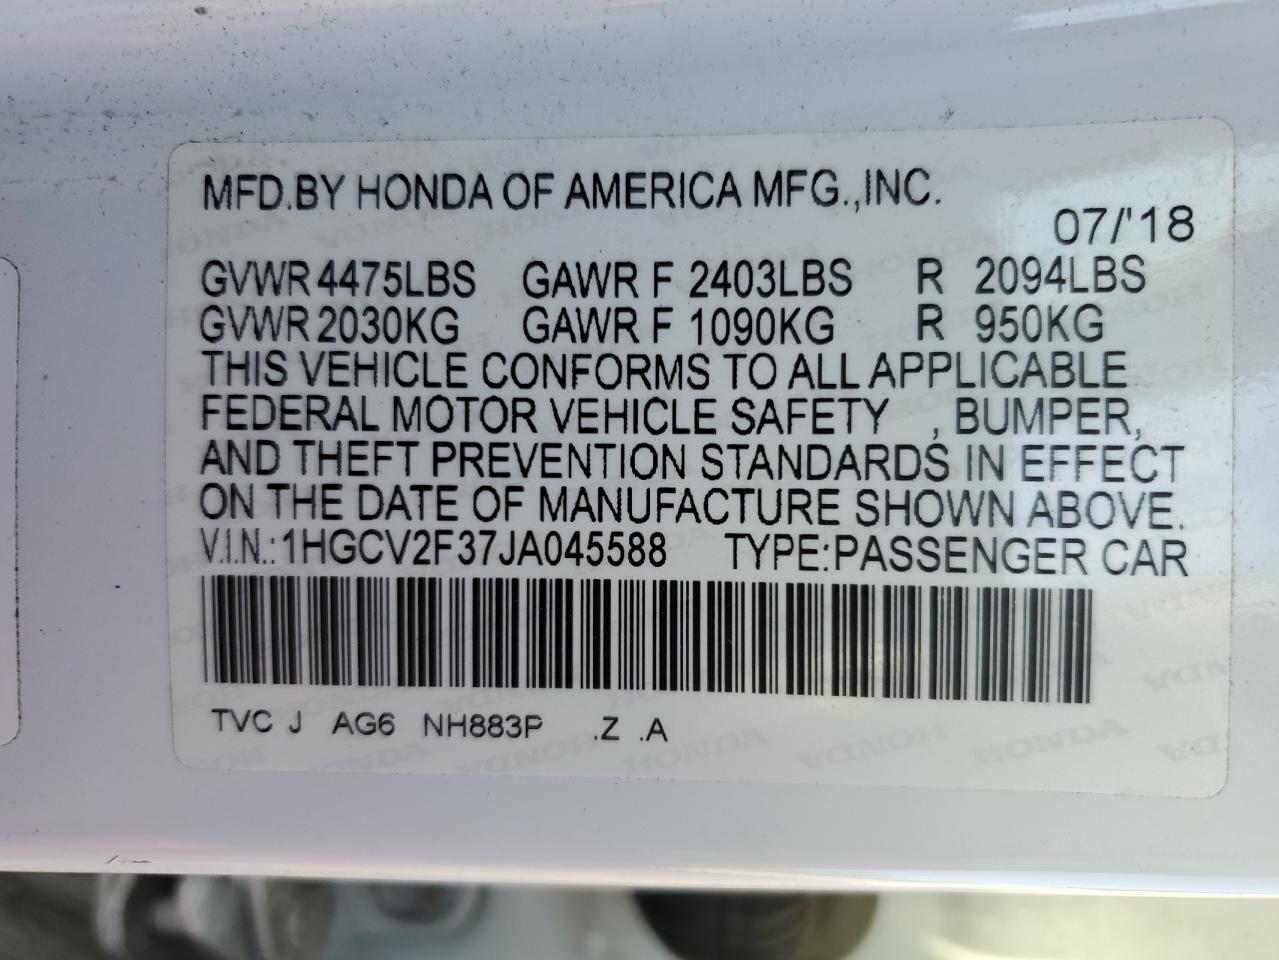 MFD.BY HONDA OF AMERICA MFG.,INC.
07/'18
GVWR 4475LBS GAWR F 2403LBS R 2094LBS
GVWR 2030KG GAWR F 1090KG R 950KG
THIS VEHICLE CONFORMS TO ALL APPLICABLE
FEDERAL MOTOR VEHICLE SAFETY , BUMPER,
AND THEFT PREVENTION STANDARDS IN EFFECT
ON THE DATE OF MANUFACTURE SHOWN ABOVE.
V.I.N.:1HGCV2F37JA045588 TYPE:PASSENGER CAR
TVC J AG6 NH883P .Z .A